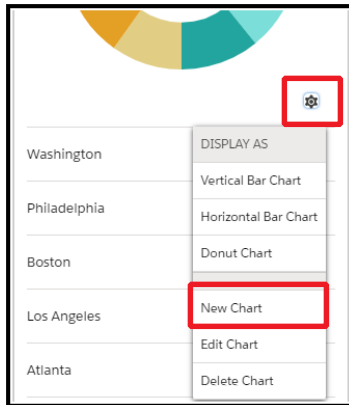 DISPLAY AS
Washington
Vertical Bar Chart
Philadelphia
Horizontal Bar Chart
Donut Chart
Boston
New Chart
Los Angeles
Edit Chart
Atlanta
Delete Chart